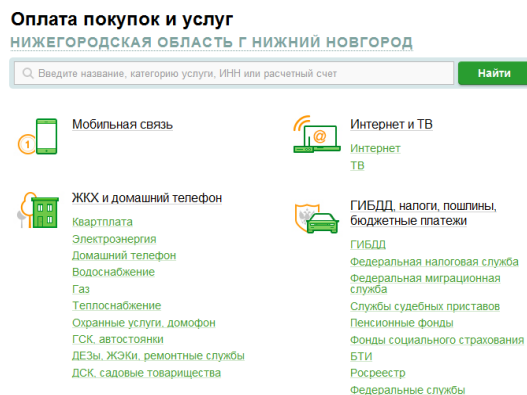 Оплата покупок и услуг
НИЖЕГОРОДСКАЯ ОБЛАСТЬ Г НИЖНИЙ НОВГОРОД
Введите название, категорию услуги, ИНН или расчетный счет
Найти
Мобильная связь
1
ЖКХ и домашний телефон
Квартплата
Электроэнергия
Домашний телефон
Водоснабжение
Газ
Теплоснабжение
Охранные услуги, домофон
ГСК, автостоянки
ДЕЗы, ЖЭКи, ремонтные службы
ДСК, садовые товарищества
Интернет и ТВ
@
Интернет
ТВ
ГИБДД, налоги, пошлины,
бюджетные платежи
ГИБДД
Федеральная налоговая служба
Федеральная миграционная
служба
Службы судебных приставов
Пенсионные фонды
Фонды социального страхования
БТИ
Росреестр
Федеральные службы